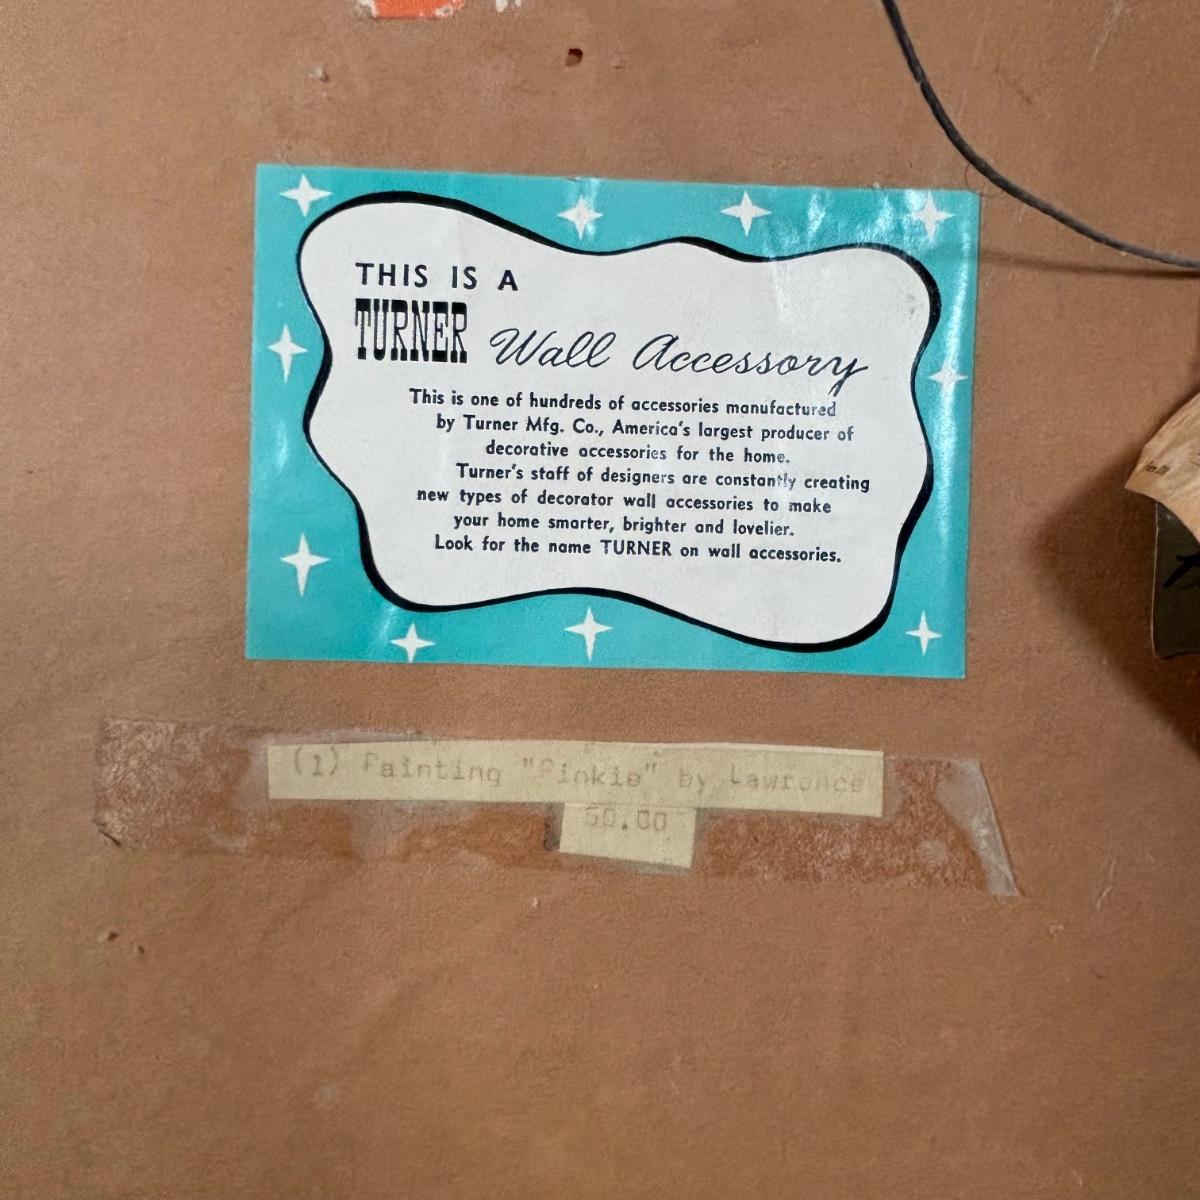 THIS IS A
TURNER Wall Accessory
This is one of hundreds of accessories manufactured
by Turner Mfg. Co., America's largest producer of
decorative accessories for the home.
Turner's staff of designers are constantly creating
new types of decorator wall accessories to make
your home smarter, brighter and lovelier.
Look for the name TURNER on wall accessories.
(1) Painting "Pinkie" by Lawrence
50.00